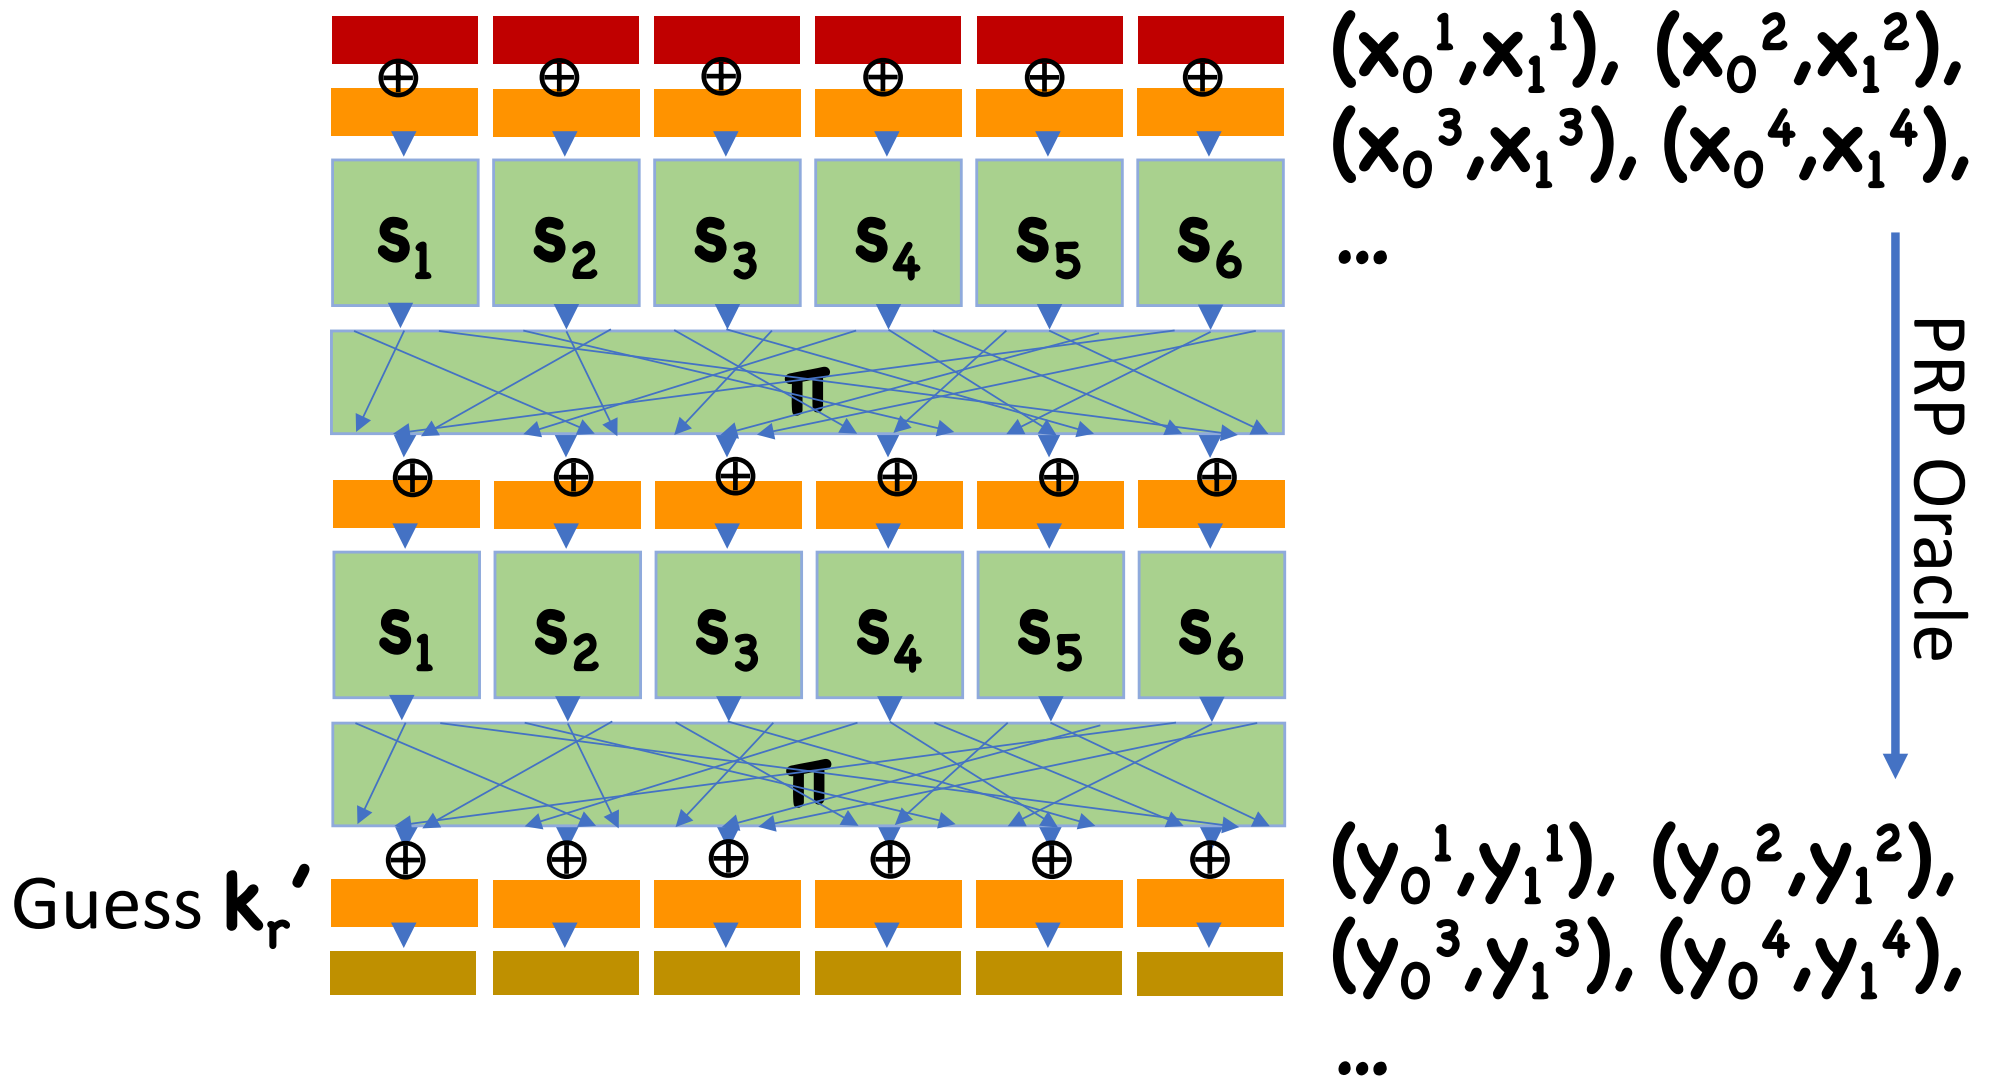 (x₀¹,x₁¹), (x₀²,x₁²),
(x₀³,x₁³), (x₀⁴,x₁⁴),
...
s₁ s₂ s₃ s₄ s₅ s₆
π
PRP Oracle
s₁ s₂ s₃ s₄ s₅ s₆
π
Guess kᵣ′
(y₀¹,y₁¹), (y₀²,y₁²),
(y₀³,y₁³), (y₀⁴,y₁⁴),
...